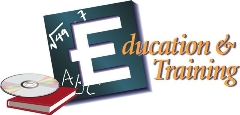 √49 7
Education &
Training
ABC